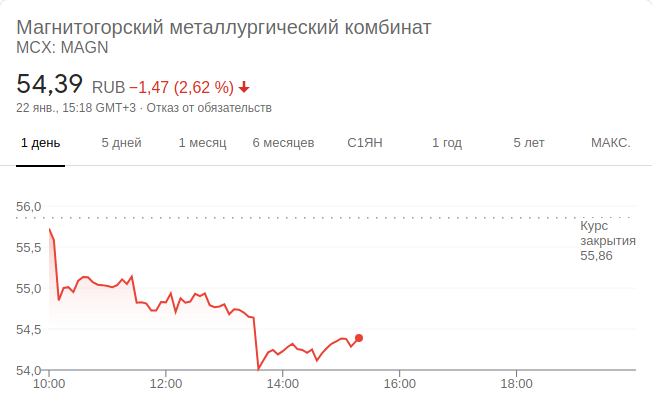 Магнитогорский металлургический комбинат
MCX: MAGN
54,39 RUB −1,47 (2,62 %)
22 янв., 15:18 GMT+3 · Отказ от обязательств
1 день 5 дней 1 месяц 6 месяцев С1ЯН 1 год 5 лет МАКС.
56,0
Курс
закрытия
55,86
55,5
55,0
54,5
54,0
10:00 12:00 14:00 16:00 18:00